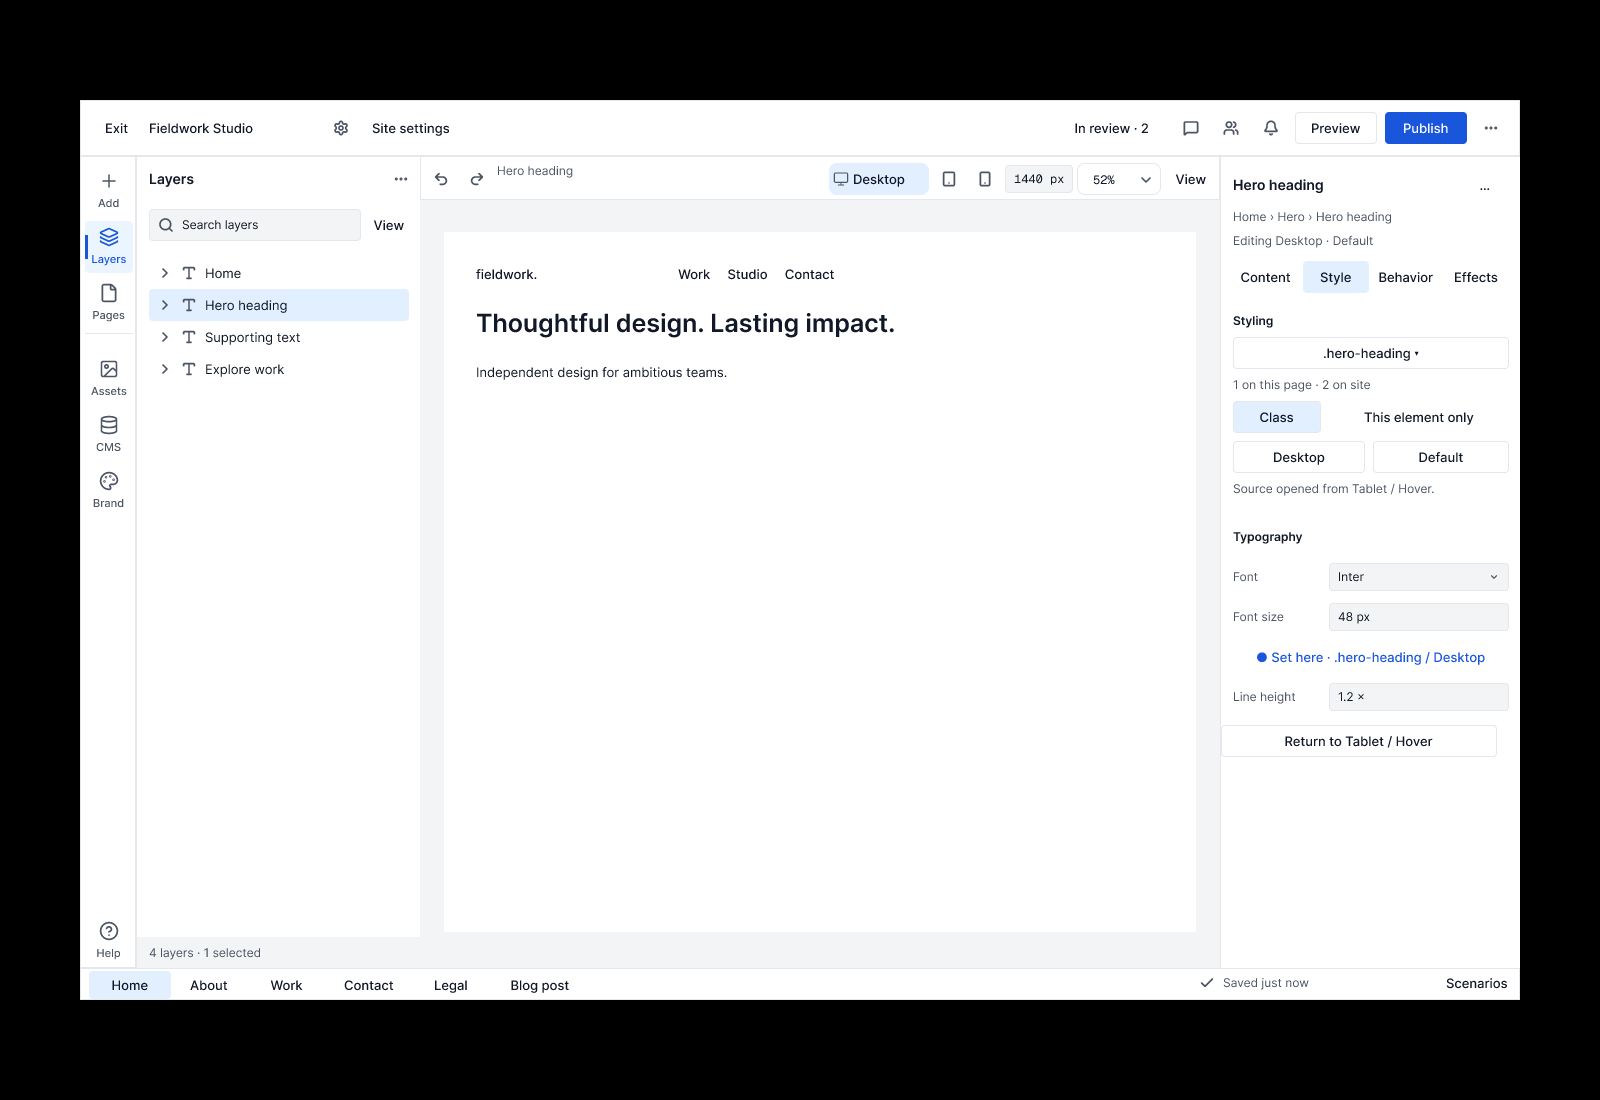 Exit
Fieldwork Studio
Site settings
In review · 2
Preview
Publish
Add
Layers
Pages
Assets
CMS
Brand
Help
Layers
Search layers
View
Home
Hero heading
Supporting text
Explore work
4 layers · 1 selected
Hero heading
Desktop
1440 px
52%
View
fieldwork.
Work Studio Contact
Thoughtful design. Lasting impact.
Independent design for ambitious teams.
Hero heading
...
Home › Hero › Hero heading
Editing Desktop · Default
Content Style Behavior Effects
Styling
.hero-heading
1 on this page · 2 on site
Class This element only
Desktop Default
Source opened from Tablet / Hover.
Typography
Font Inter
Font size 48 px
Set here · .hero-heading / Desktop
Line height 1.2 ×
Return to Tablet / Hover
Home About Work Contact Legal Blog post
Saved just now
Scenarios